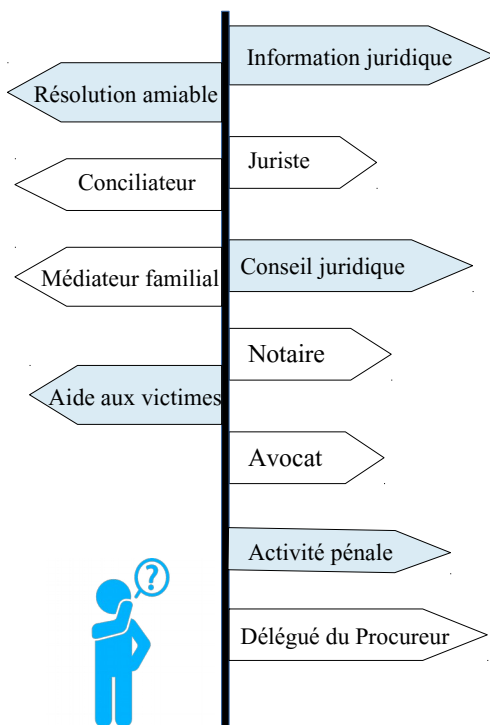 Information juridique
Résolution amiable
Juriste
Conciliateur
Conseil juridique
Médiateur familial
Notaire
Aide aux victimes
Avocat
Activité pénale
?
Délégué du Procureur